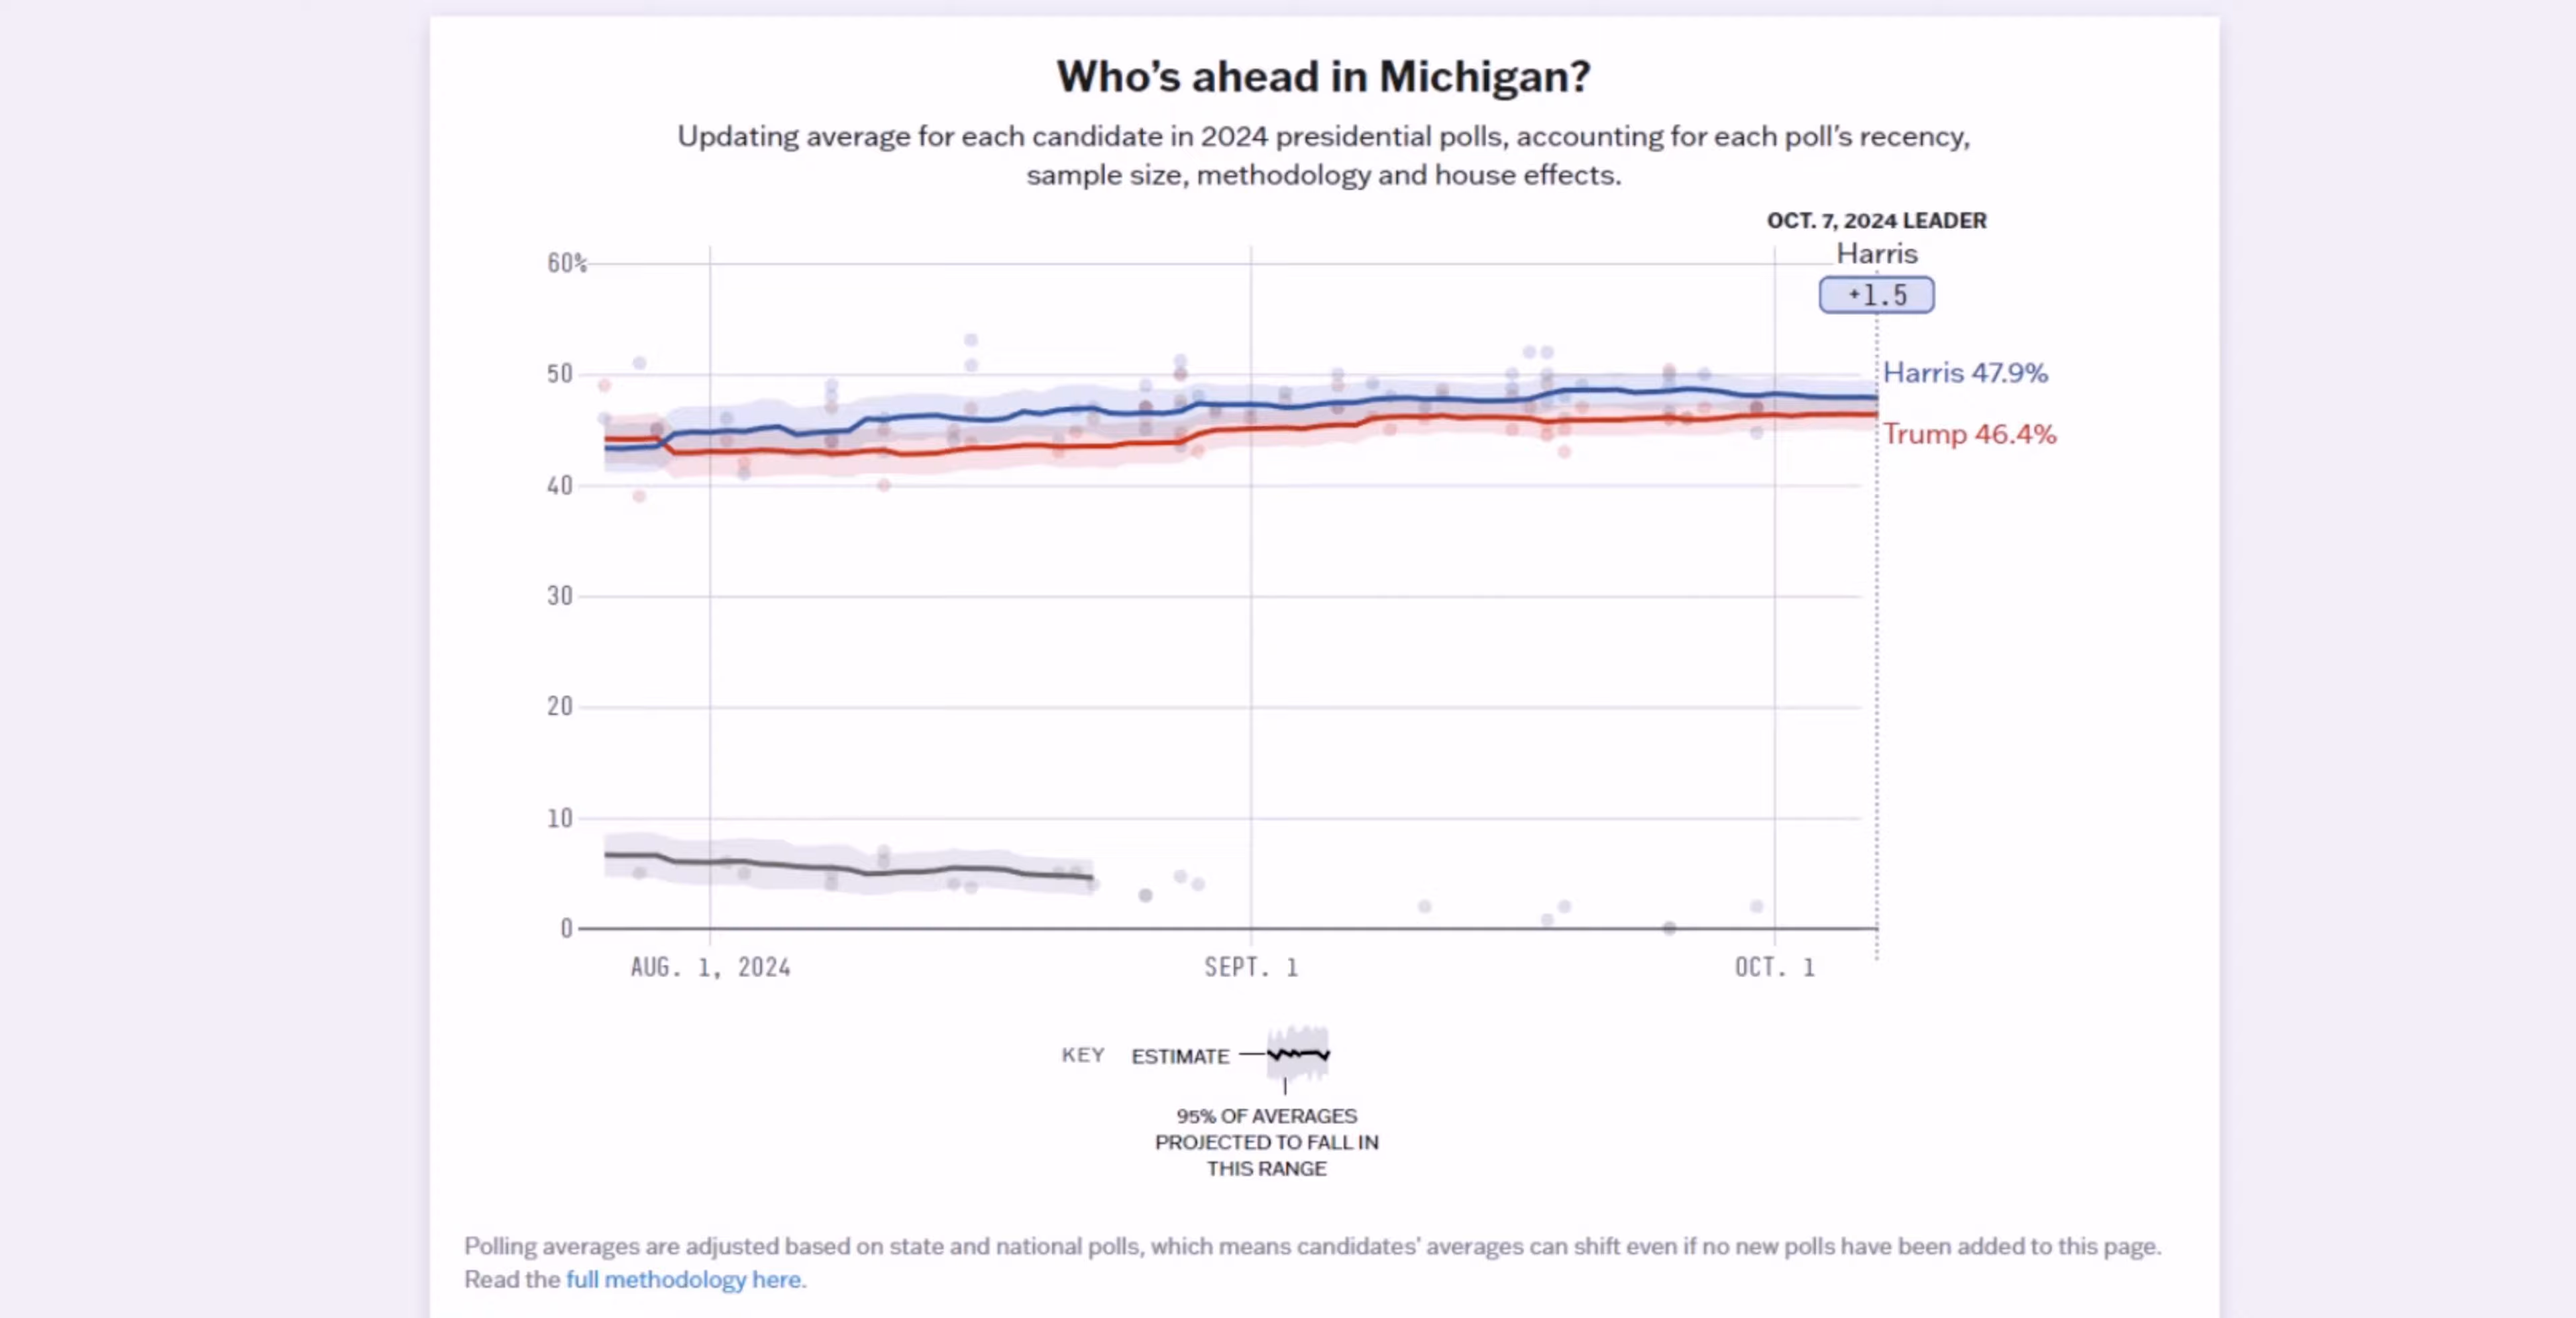 Who's ahead in Michigan?
Updating average for each candidate in 2024 presidential polls, accounting for each poll's recency,
sample size, methodology and house effects.
OCT. 7, 2024 LEADER
Harris
+1.5
60%
50
40
30
20
10
0
Harris 47.9%
Trump 46.4%
AUG. 1, 2024
SEPT. 1
OCT. 1
KEY ESTIMATE
95% OF AVERAGES
PROJECTED TO FALL IN
THIS RANGE
Polling averages are adjusted based on state and national polls, which means candidates' averages can shift even if no new polls have been added to this page.
Read the full methodology here.